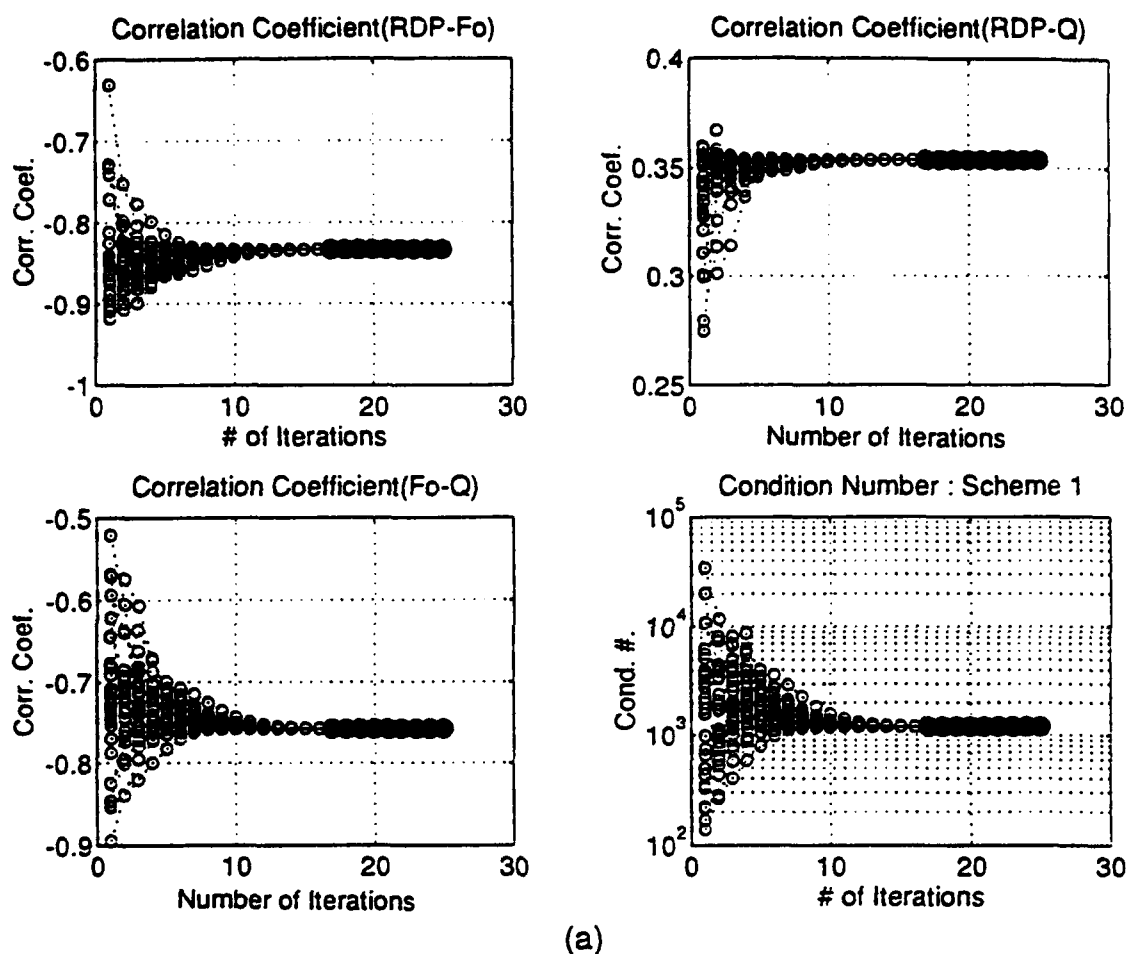 Correlation Coefficient(RDP-Fo)
-0.6
-0.7
-0.8
-0.9
-1
Corr. Coef.
0 10 20 30
# of Iterations
Correlation Coefficient(RDP-Q)
0.4
0.35
0.3
0.25
Corr. Coef.
0 10 20 30
Number of Iterations
Correlation Coefficient(Fo-Q)
-0.5
-0.6
-0.7
-0.8
-0.9
Corr. Coef.
0 10 20 30
Number of Iterations
Condition Number : Scheme 1
10^5
10^4
10^3
10^2
Cond. #.
0 10 20 30
# of Iterations
(a)